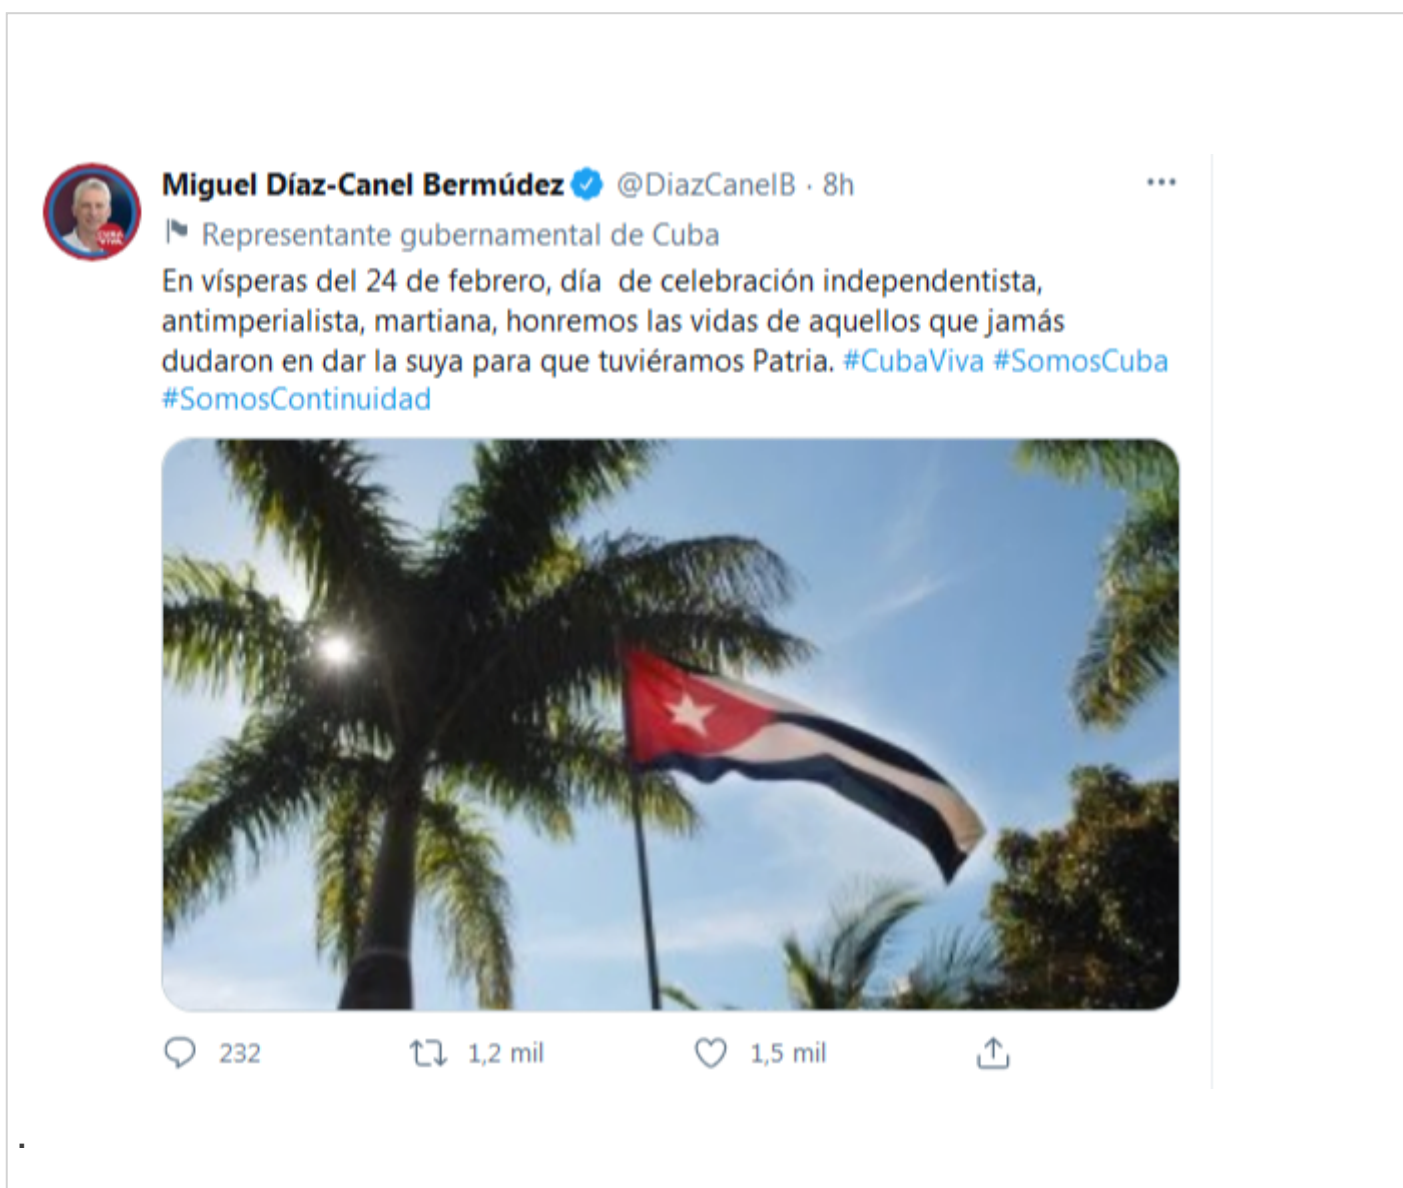 Miguel Díaz-Canel Bermúdez @DiazCanelB · 8h
Representante gubernamental de Cuba
En vísperas del 24 de febrero, día  de celebración independentista,
antimperialista, martiana, honremos las vidas de aquellos que jamás
dudaron en dar la suya para que tuviéramos Patria. #CubaViva #SomosCuba
#SomosContinuidad
232 1,2 mil 1,5 mil
.